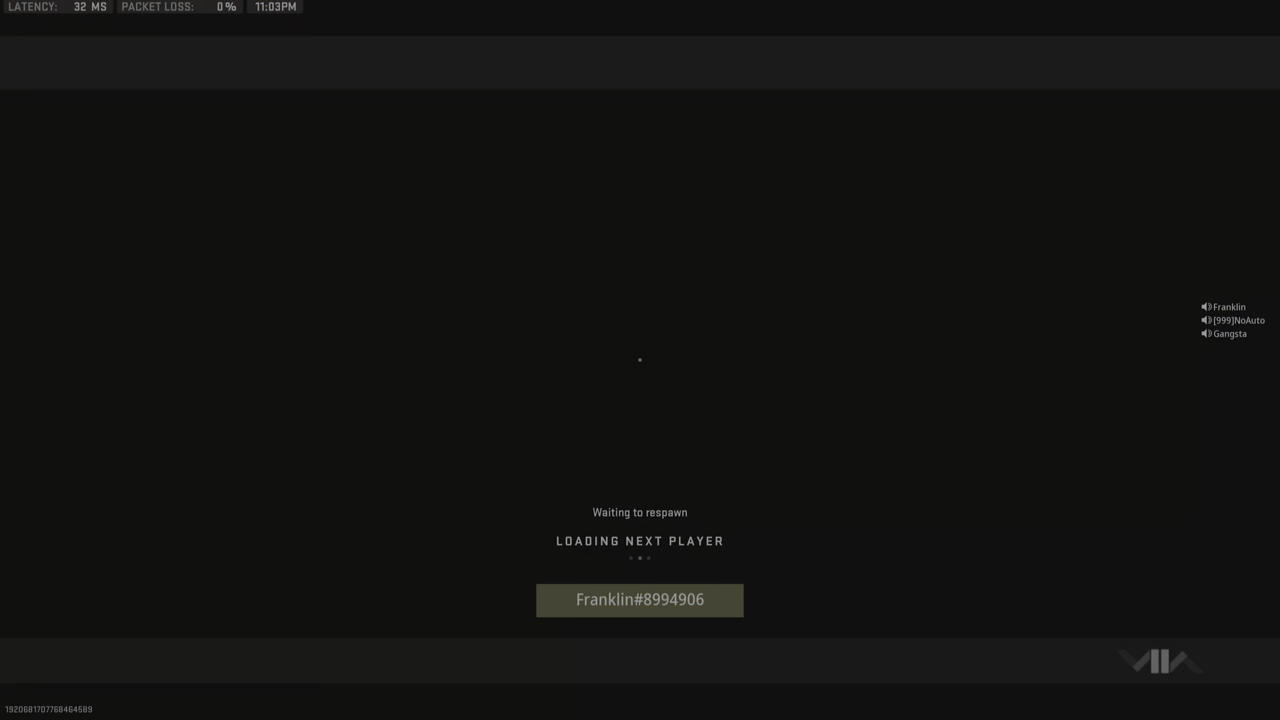 LATENCY: 32 MS PACKET LOSS: 0 % 11:03PM
Franklin
[999]NoAuto
Gangsta
Waiting to respawn
LOADING NEXT PLAYER
Franklin#8994906
1920681707768464589